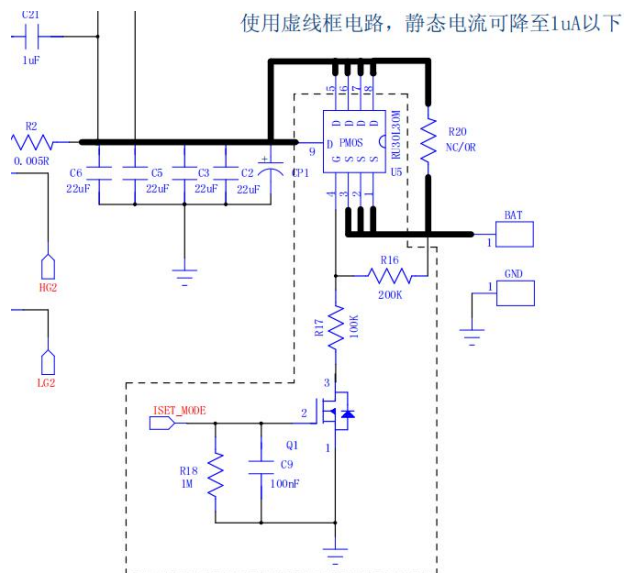 C21
使用虚线框电路，静态电流可降至1uA以下
1uF
5 6 7 8
D D D D
R2
D PMOS
RU30L30M
R20
9
G S S S
NC/0R
0.005R
C6 C5 C3 C2 CP1
U5
22uF 22uF 22uF 22uF
4 3 2 1
BAT
1
R16
GND
HG2
200K
1
R17
100K
LG2
3
ISET_MODE
2
Q1
1
R18
C9
1M
100nF